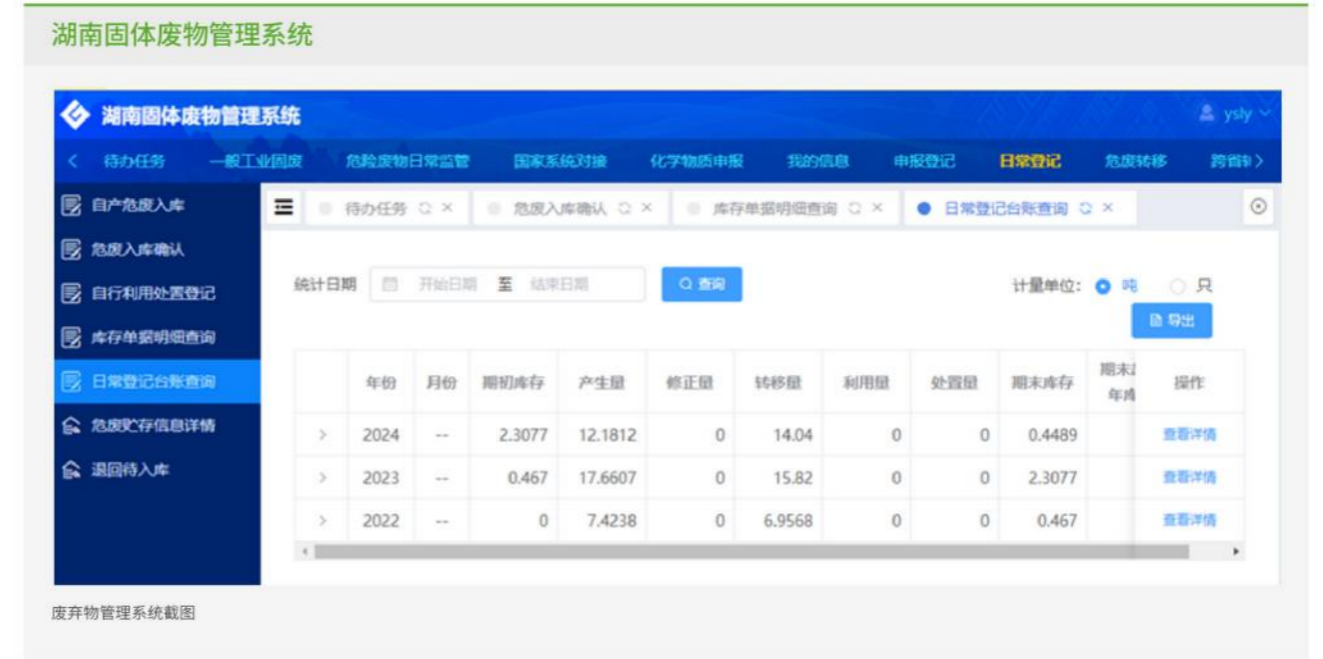 湖南固体废物管理系统
湖南固体废物管理系统
ysly
待办任务 一般工业固废 危险废物日常监管 国家系统对接 化学物质申报 我的信息 申报登记 日常登记 危废转移 跨省转
自产危废入库
危废入库确认
自行利用处置登记
库存单据明细查询
日常登记台账查询
危废贮存信息详情
退回待入库
待办任务 危废入库确认 库存单据明细查询 日常登记台账查询
统计日期 开始日期 至 结束日期 查询 计量单位: 吨 只
导出
年份 月份 期初库存 产生量 修正量 转移量 利用量 处置量 期末库存 期末 年 操作
2024 -- 2.3077 12.1812 0 14.04 0 0 0.4489 查看详情
2023 -- 0.467 17.6607 0 15.82 0 0 2.3077 查看详情
2022 -- 0 7.4238 0 6.9568 0 0 0.467 查看详情
废弃物管理系统截图